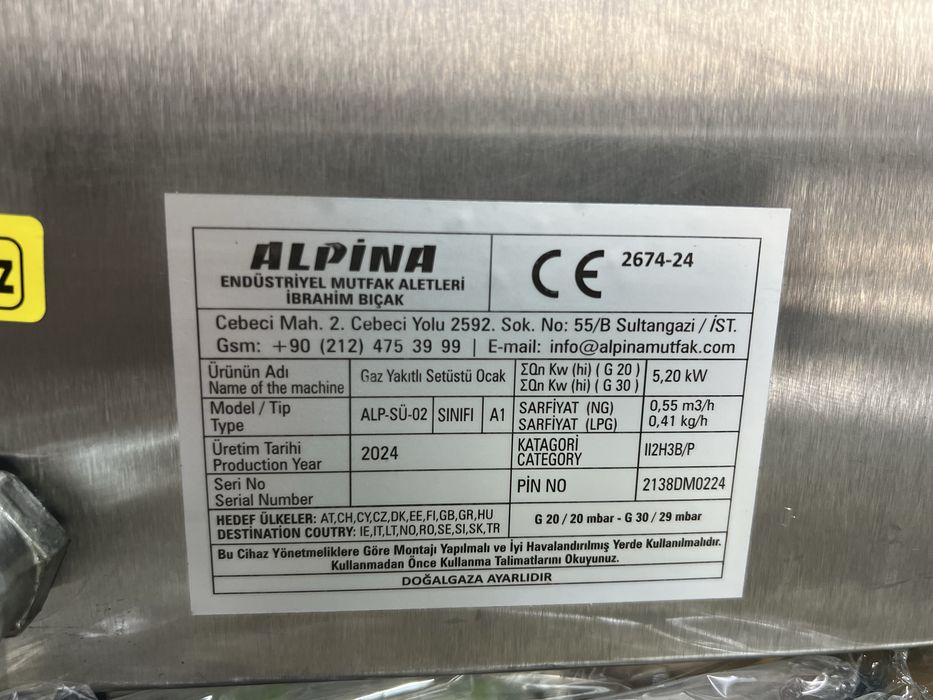 Z
ALPİNA
ENDÜSTRİYEL MUTFAK ALETLERİ
İBRAHİM BIÇAK
CE 2674-24
Cebeci Mah. 2. Cebeci Yolu 2592. Sok. No: 55/B Sultangazi / İST.
Gsm: +90 (212) 475 39 99 | E-mail: info@alpinamutfak.com
Ürünün Adı
Name of the machine
Gaz Yakıtlı Setüstü Ocak
ΣQn Kw (hi) ( G 20 )
ΣQn Kw (hi) ( G 30 )
5,20 kW
Model / Tip
Type
ALP-SÜ-02
SINIFI
A1
SARFİYAT (NG)
SARFİYAT (LPG)
0,55 m3/h
0,41 kg/h
Üretim Tarihi
Production Year
2024
KATAGORİ
CATEGORY
II2H3B/P
Seri No
Serial Number
PİN NO
2138DM0224
HEDEF ÜLKELER: AT,CH,CY,CZ,DK,EE,FI,GB,GR,HU
DESTINATION COUTRY: IE,IT,LT,NO,RO,SE,SI,SK,TR
G 20 / 20 mbar - G 30 / 29 mbar
Bu Cihaz Yönetmeliklere Göre Montajı Yapılmalı ve İyi Havalandırılmış Yerde Kullanılmalıdır.
Kullanmadan Önce Kullanma Talimatlarını Okuyunuz.
DOĞALGAZA AYARLIDIR